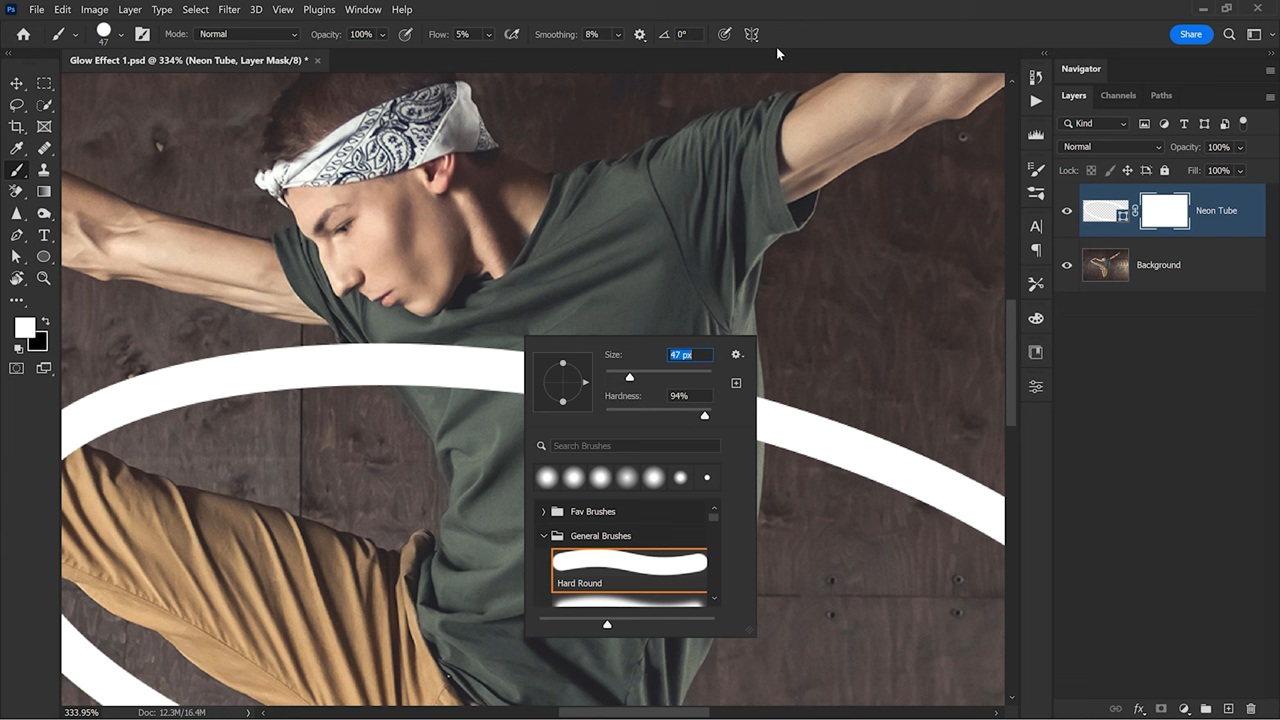 Ps File Edit Image Layer Type Select Filter 3D View Plugins Window Help
47 Mode: Normal Opacity: 100% Flow: 5% Smoothing: 8% 0° Share
Glow Effect 1.psd @ 334% (Neon Tube, Layer Mask/8) * ×
Navigator
Layers Channels Paths
Kind
Normal Opacity: 100%
Lock: Fill: 100%
Neon Tube
Background
Size: 47 px
Hardness: 94%
Search Brushes
Fav Brushes
General Brushes
Hard Round
333.95% Doc: 12.3M/16.4M